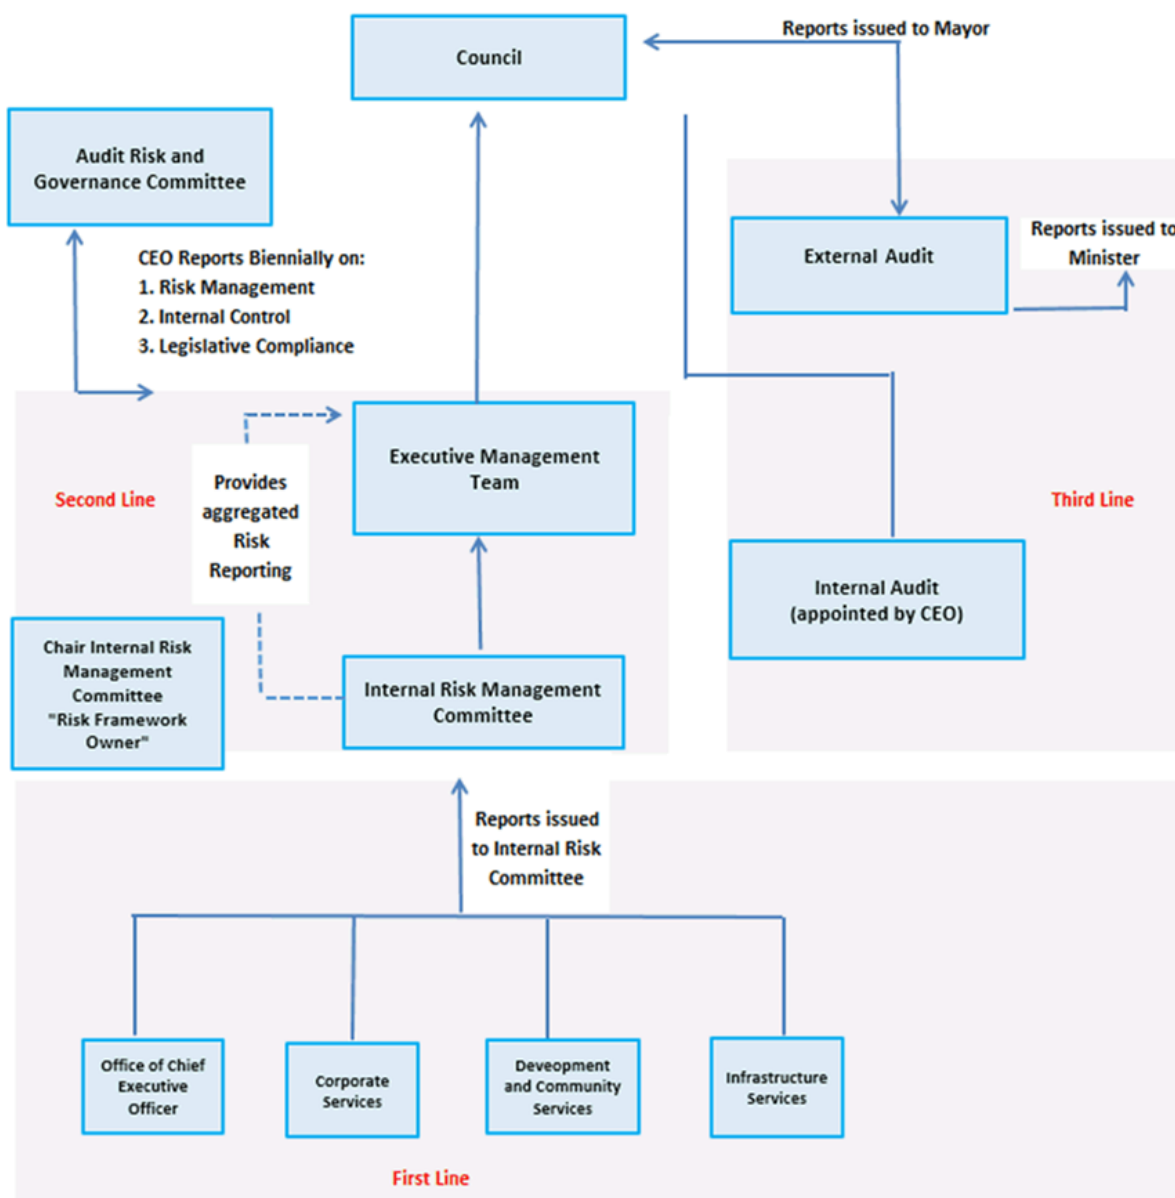 Reports issued to Mayor
Council
Audit Risk and
Governance Committee
External Audit
Reports issued to
Minister
CEO Reports Biennially on:
1. Risk Management
2. Internal Control
3. Legislative Compliance
Executive Management
Team
Second Line
Provides
aggregated
Risk
Reporting
Third Line
Internal Audit
(appointed by CEO)
Chair Internal Risk
Management
Committee
"Risk Framework
Owner"
Internal Risk Management
Committee
Reports issued
to Internal Risk
Committee
Office of Chief
Executive
Officer
Corporate
Services
Deveopment
and Community
Services
Infrastructure
Services
First Line